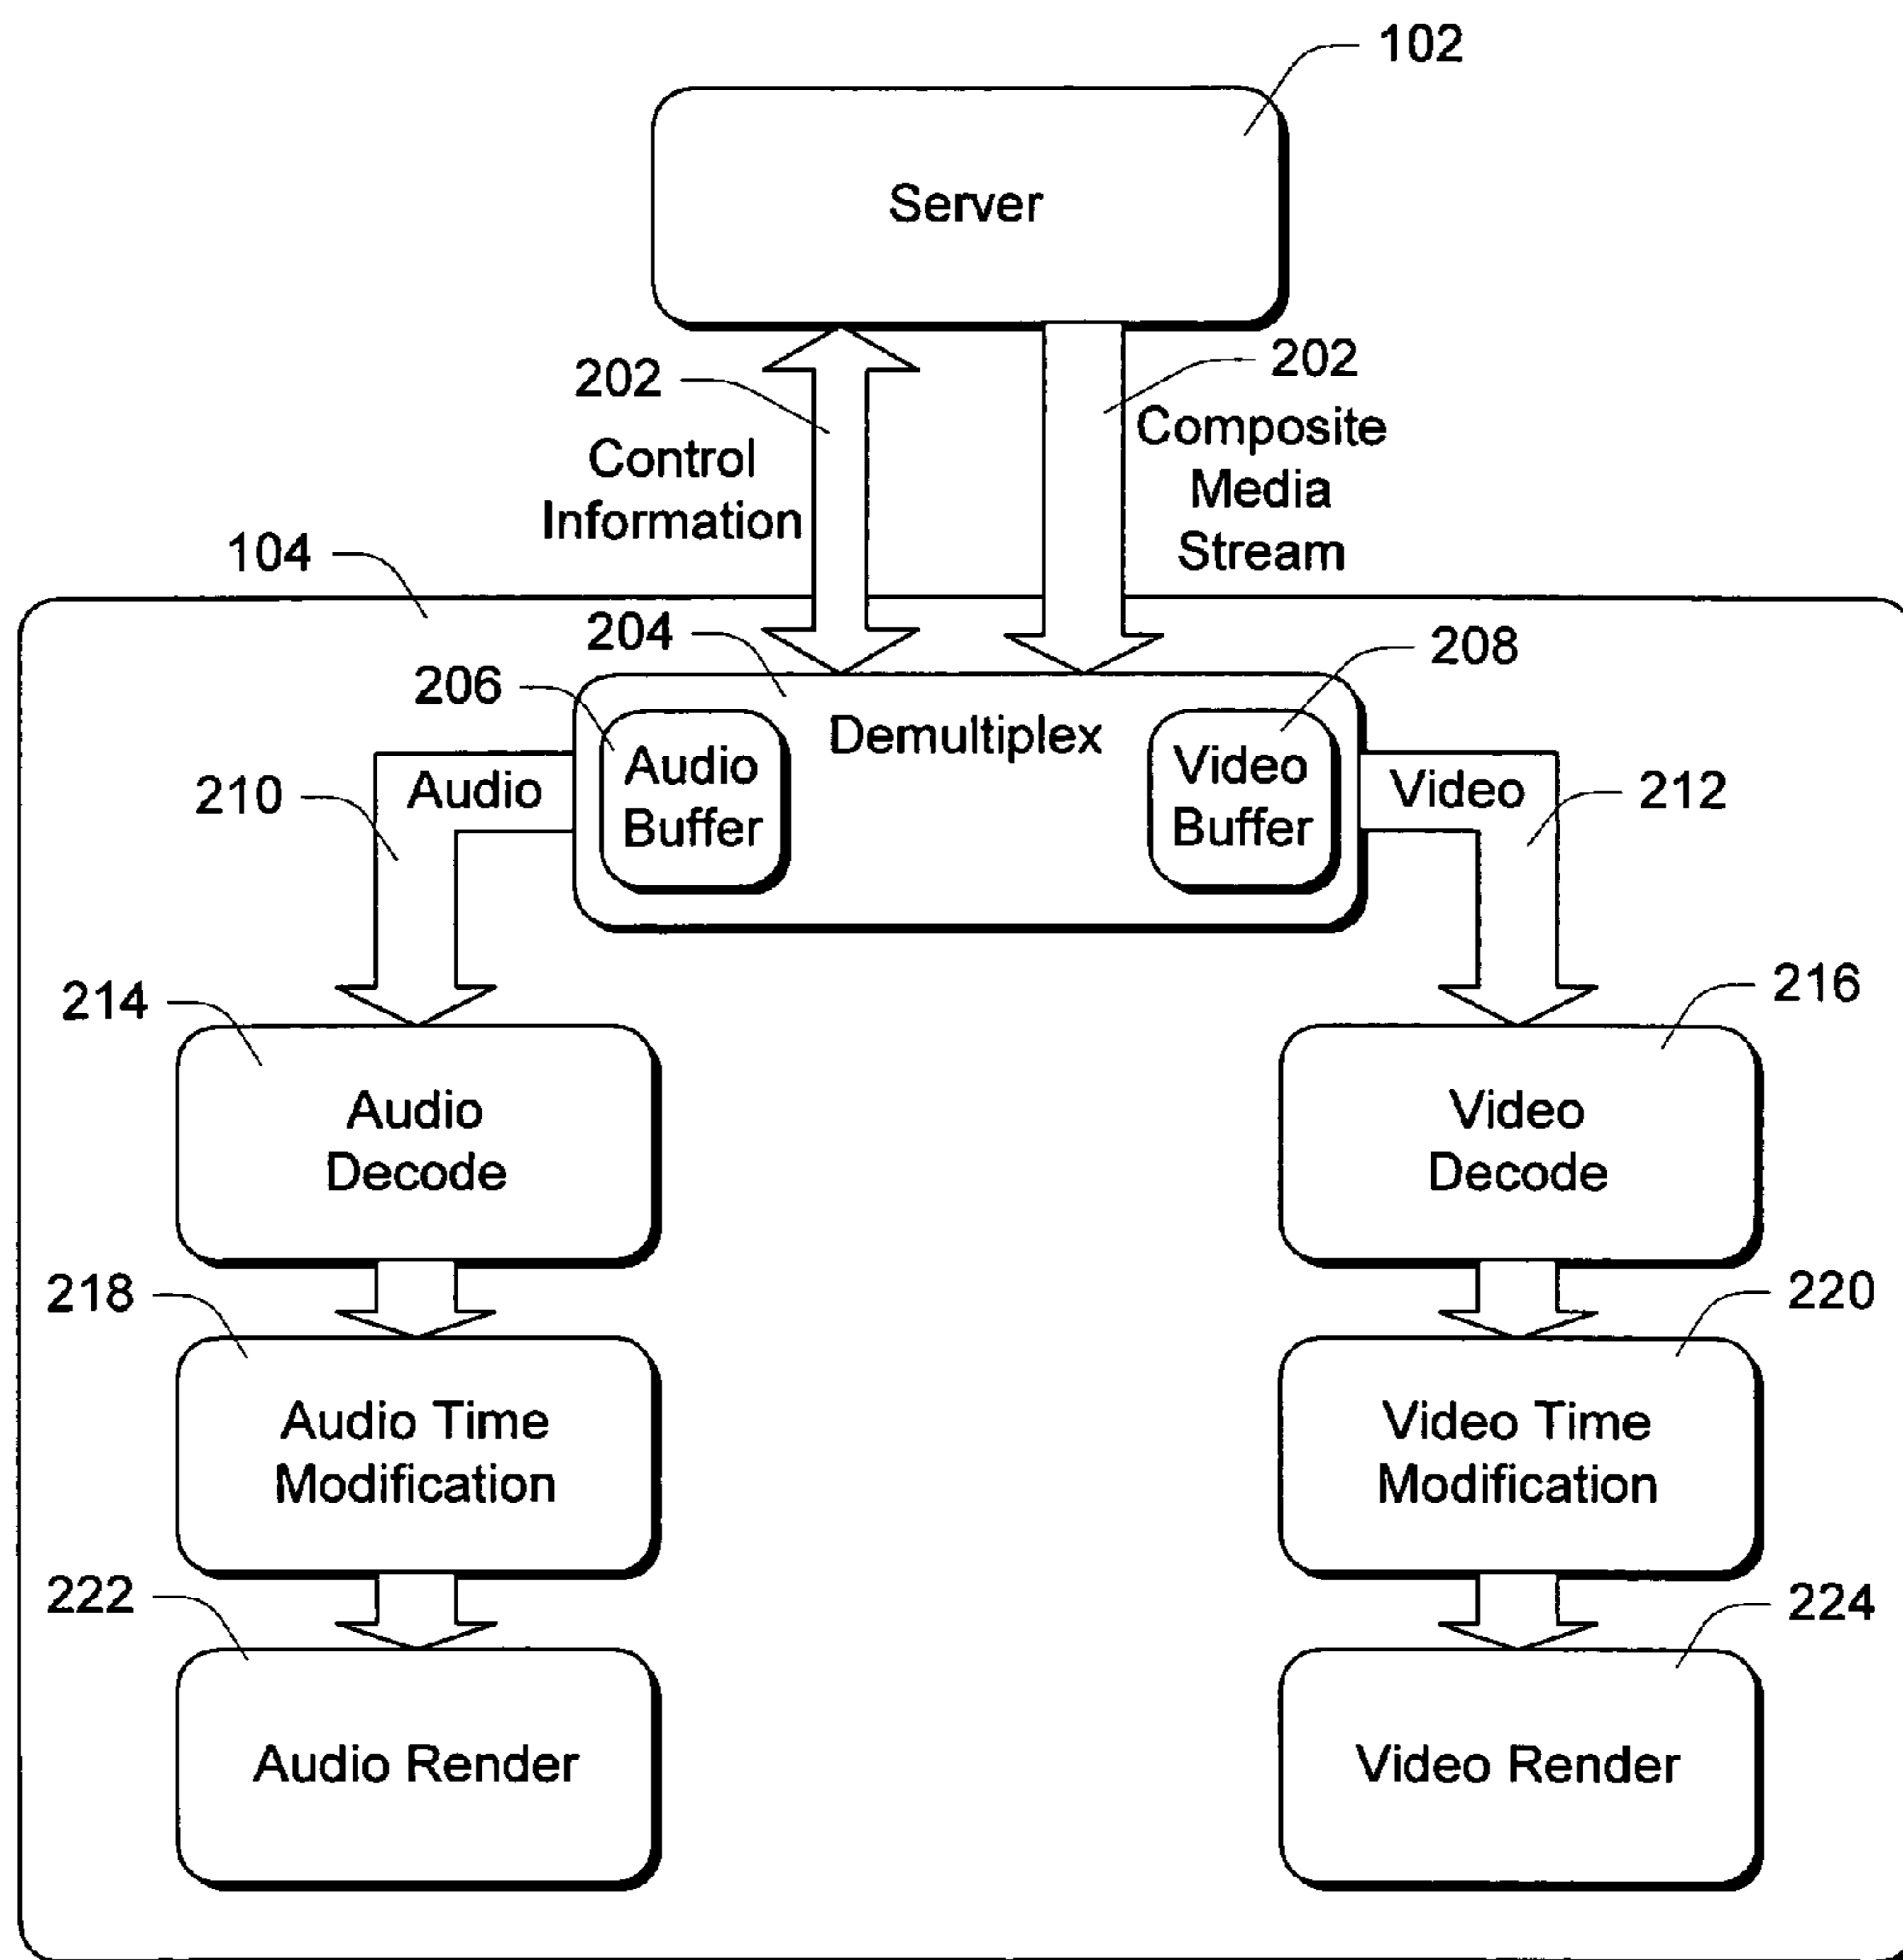 102
Server
202
Control
Information
202
Composite
Media
Stream
104
204
206
208
Demultiplex
Audio
Buffer
Video
Buffer
210
Audio
Video
212
214
216
Audio
Decode
Video
Decode
218
220
Audio Time
Modification
Video Time
Modification
222
224
Audio Render
Video Render